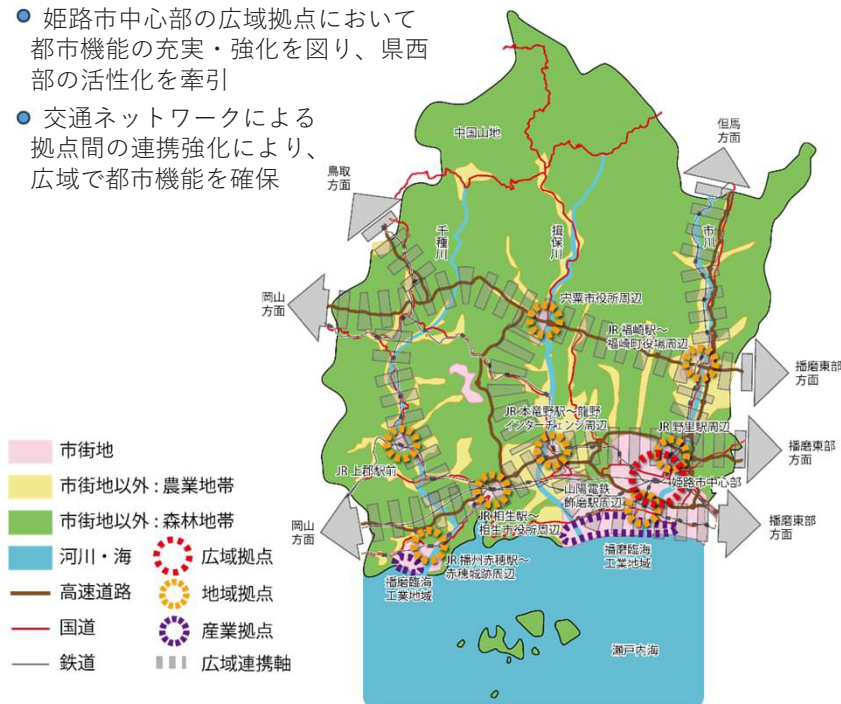 ● 姫路市中心部の広域拠点において
都市機能の充実・強化を図り、県西
部の活性化を牽引
● 交通ネットワークによる
拠点間の連携強化により、
広域で都市機能を確保
中国山地
但馬
方面
鳥取
方面
千種川
揖保川
市川
岡山
方面
宍粟市役所周辺
JR 福崎駅～
福崎町役場周辺
播磨東部
方面
JR 本竜野駅～龍野
インターチェンジ周辺
JR 野里駅周辺
播磨東部
方面
JR 上郡駅前
山陽電鉄
飾磨駅周辺
姫路市中心部
岡山
方面
JR 相生駅～
相生市役所周辺
播磨東部
方面
播磨臨海
工業地域
JR 播州赤穂駅～
赤穂城跡周辺
播磨臨海
工業地域
瀬戸内海
市街地
市街地以外：農業地帯
市街地以外：森林地帯
河川・海
広域拠点
高速道路
地域拠点
国道
産業拠点
鉄道
広域連携軸